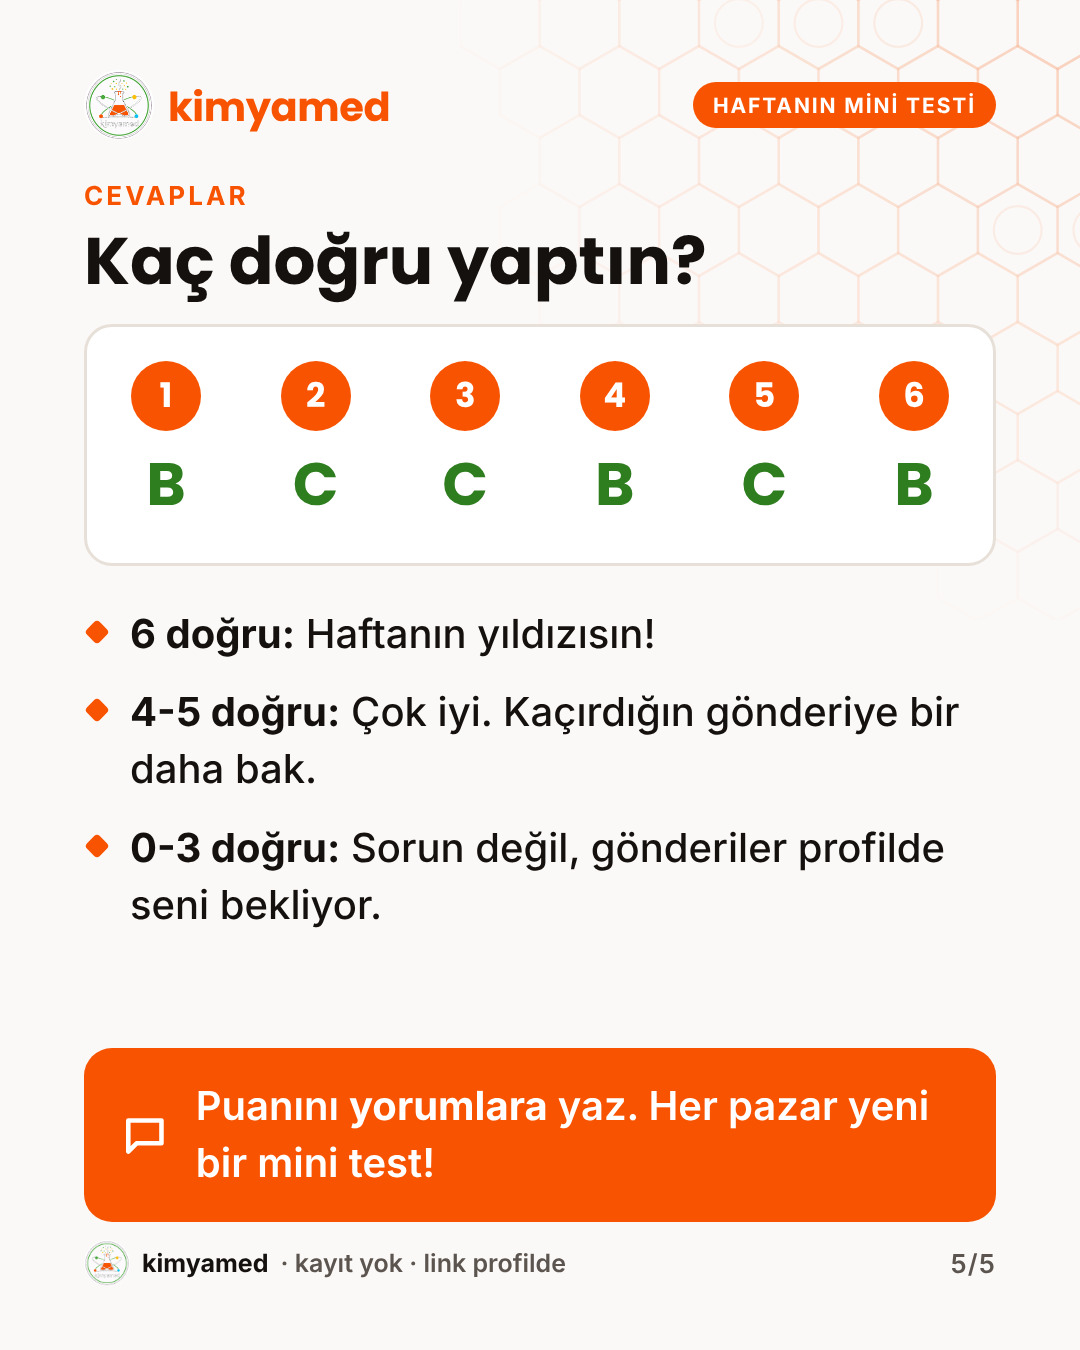 kimyamed
HAFTANIN MİNİ TESTİ
CEVAPLAR
Kaç doğru yaptın?
1 2 3 4 5 6
B C C B C B
6 doğru: Haftanın yıldızısın!
4-5 doğru: Çok iyi. Kaçırdığın gönderiye bir
daha bak.
0-3 doğru: Sorun değil, gönderiler profilde
seni bekliyor.
Puanını yorumlara yaz. Her pazar yeni
bir mini test!
kimyamed · kayıt yok · link profilde
5/5